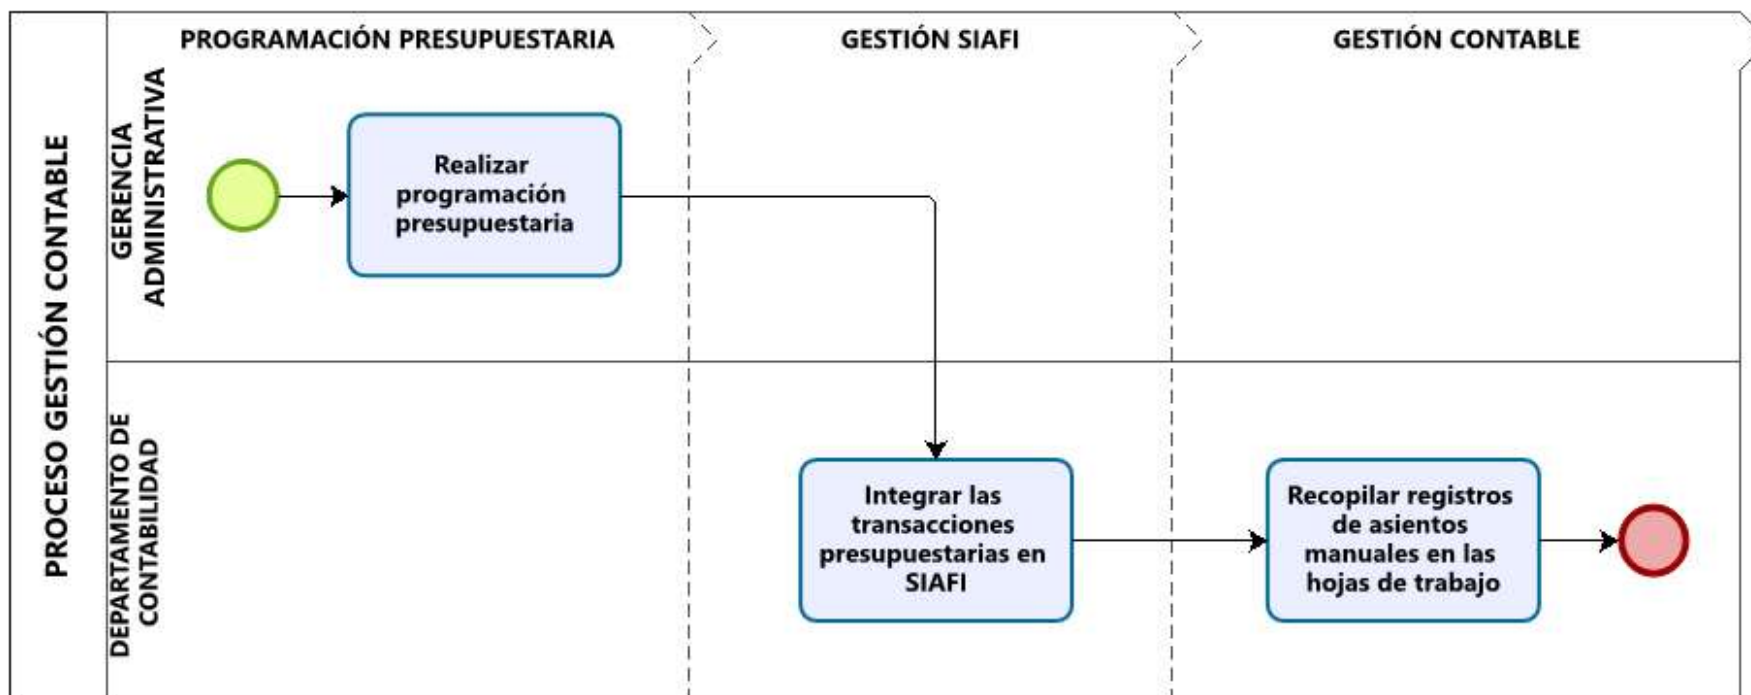 PROCESO GESTIÓN CONTABLE
PROGRAMACIÓN PRESUPUESTARIA
GESTIÓN SIAFI
GESTIÓN CONTABLE
GERENCIA
ADMINISTRATIVA
Realizar
programación
presupuestaria
DEPARTAMENTO DE
CONTABILIDAD
Integrar las
transacciones
presupuestarias en
SIAFI
Recopilar registros
de asientos
manuales en las
hojas de trabajo